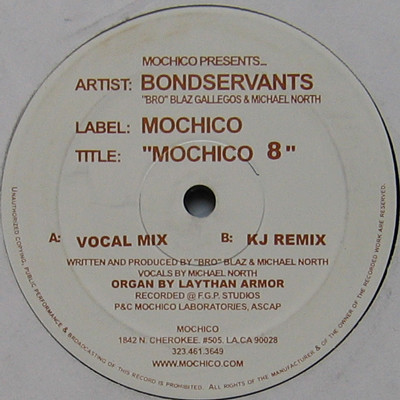 MOCHICO PRESENTS...
ARTIST: BONDSERVANTS
"BRO" BLAZ GALLEGOS & MICHAEL NORTH
LABEL: MOCHICO
TITLE: "MOCHICO 8"
A: VOCAL MIX B: KJ REMIX
WRITTEN AND PRODUCED BY "BRO" BLAZ & MICHAEL NORTH
VOCALS BY MICHAEL NORTH
ORGAN BY LAYTHAN ARMOR
RECORDED @ F.G.P. STUDIOS
P&C MOCHICO LABORATORIES, ASCAP
MOCHICO
1842 N. CHEROKEE. #505. LA,CA 90028
323.461.3649
WWW.MOCHICO.COM
UNAUTHORIZED COPYING, PUBLIC PERFORMANCE & BROADCASTING OF THIS RECORD IS PROHIBITED. ALL RIGHTS OF THE MANUFACTURER & OF THE OWNER OF THE RECORDED WORK ARE RESERVED.